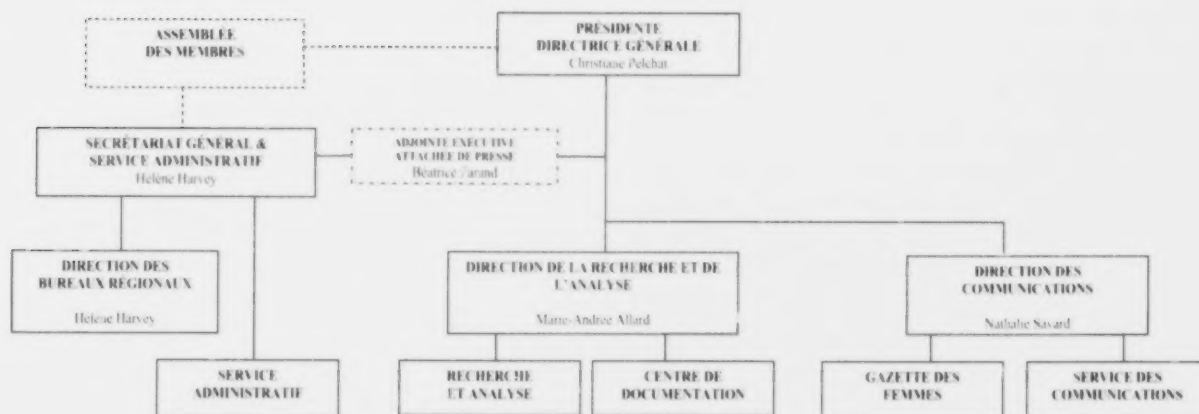 ASSEMBLÉE
DES MEMBRES
PRÉSIDENTE
DIRECTRICE GÉNÉRALE
Christiane Pelchat
SECRÉTARIAT GÉNÉRAL &
SERVICE ADMINISTRATIF
Hélène Harvey
ADJOINTE EXÉCUTIVE
ATTACHÉE DE PRESSE
Béatrice Farand
DIRECTION DES
BUREAUX RÉGIONAUX
Hélène Harvey
DIRECTION DE LA RECHERCHE ET DE
L'ANALYSE
Marie-Andrée Allard
DIRECTION DES
COMMUNICATIONS
Nathalie Savard
SERVICE
ADMINISTRATIF
RECHERCHE
ET ANALYSE
CENTRE DE
DOCUMENTATION
GAZETTE DES
FEMMES
SERVICE DES
COMMUNICATIONS